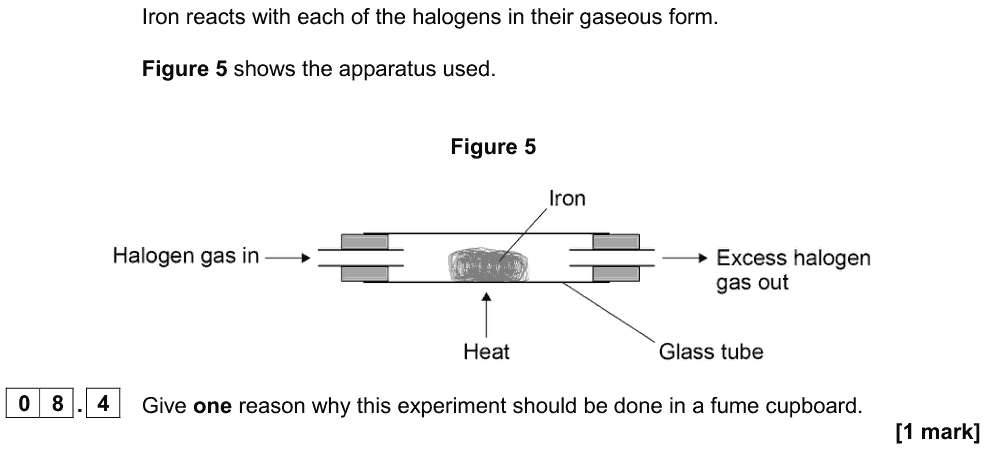 Iron reacts with each of the halogens in their gaseous form.
Figure 5 shows the apparatus used.
Figure 5
Iron
Halogen gas in
Excess halogen
gas out
Heat
Glass tube
0 8 . 4 Give one reason why this experiment should be done in a fume cupboard.
[1 mark]